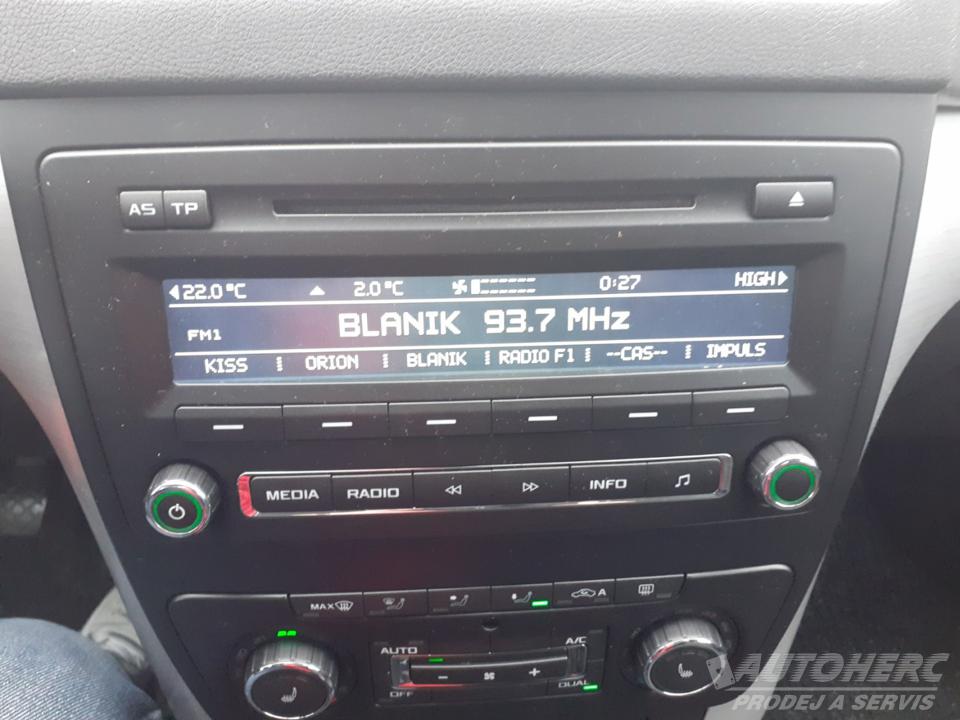 AS TP
22.0°C 2.0°C 0:27 HIGH
BLANIK 93.7 MHz
FM1
KISS ORION BLANIK RADIO F1 --CAS-- IMPULS
MEDIA RADIO INFO
MAX A
AUTO A/C
OFF DUAL
AUTOHERC
PRODEJ A SERVIS